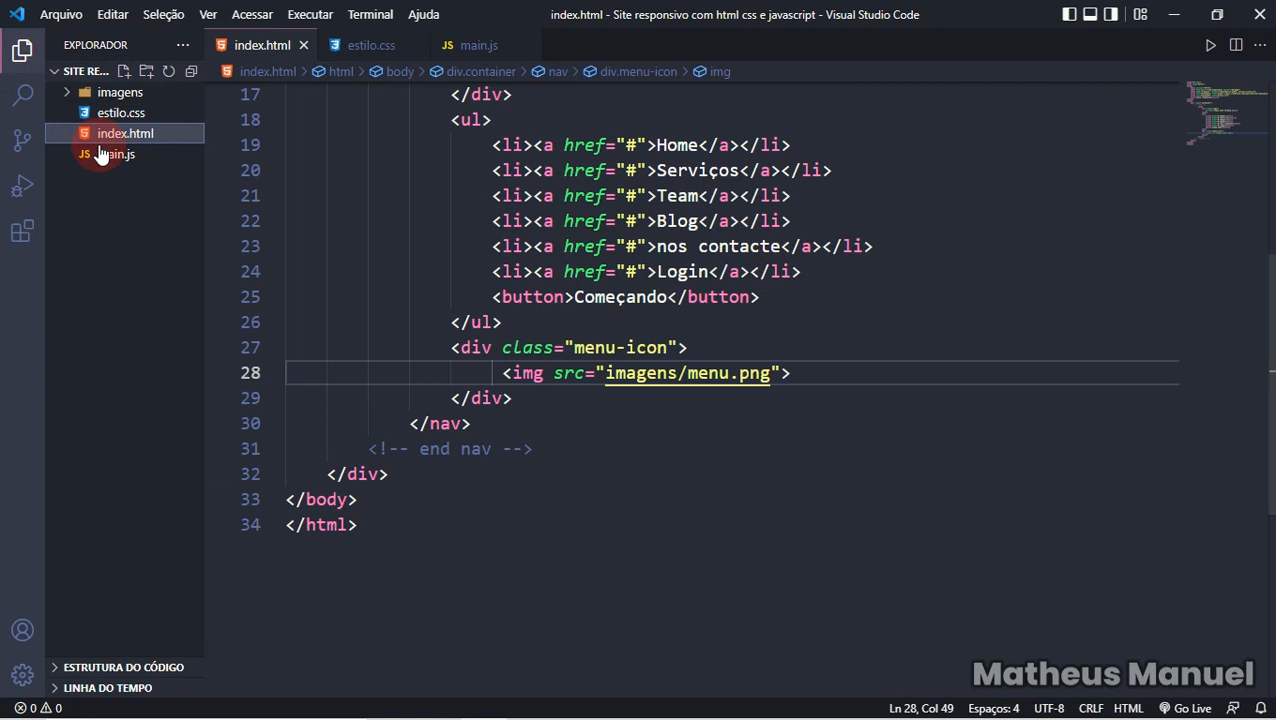 Arquivo Editar Seleção Ver Acessar Executar Terminal Ajuda
index.html - Site responsivo com html css e javascript - Visual Studio Code
EXPLORADOR
index.html
estilo.css
JS main.js
SITE RE...
index.html > html > body > div.container > nav > div.menu-icon > img
imagens
estilo.css
index.html
JS main.js
17 </div>
18 <ul>
19 <li><a href="#">Home</a></li>
20 <li><a href="#">Serviços</a></li>
21 <li><a href="#">Team</a></li>
22 <li><a href="#">Blog</a></li>
23 <li><a href="#">nos contacte</a></li>
24 <li><a href="#">Login</a></li>
25 <button>Começando</button>
26 </ul>
27 <div class="menu-icon">
28 <img src="imagens/menu.png">
29 </div>
30 </nav>
31 <!-- end nav -->
32 </div>
33 </body>
34 </html>
ESTRUTURA DO CÓDIGO
LINHA DO TEMPO
Matheus Manuel
0 0
Ln 28, Col 49 Espaços: 4 UTF-8 CRLF HTML Go Live